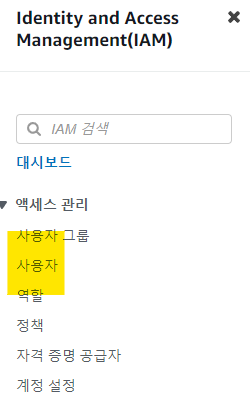 Identity and Access
Management(IAM)
IAM 검색
대시보드
액세스 관리
사용자 그룹
사용자
역할
정책
자격 증명 공급자
계정 설정